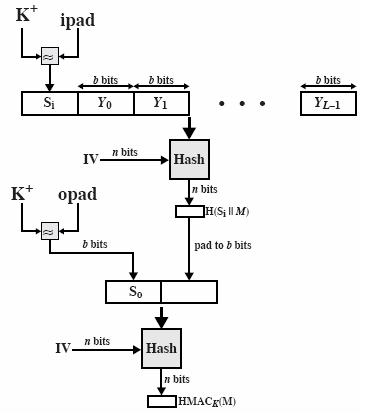 K+ ipad
≈
b bits b bits b bits
Si Y0 Y1 . . . YL–1
IV n bits Hash
n bits
K+ opad
H(Si || M)
≈
b bits pad to b bits
So
IV n bits Hash
n bits
HMACK(M)